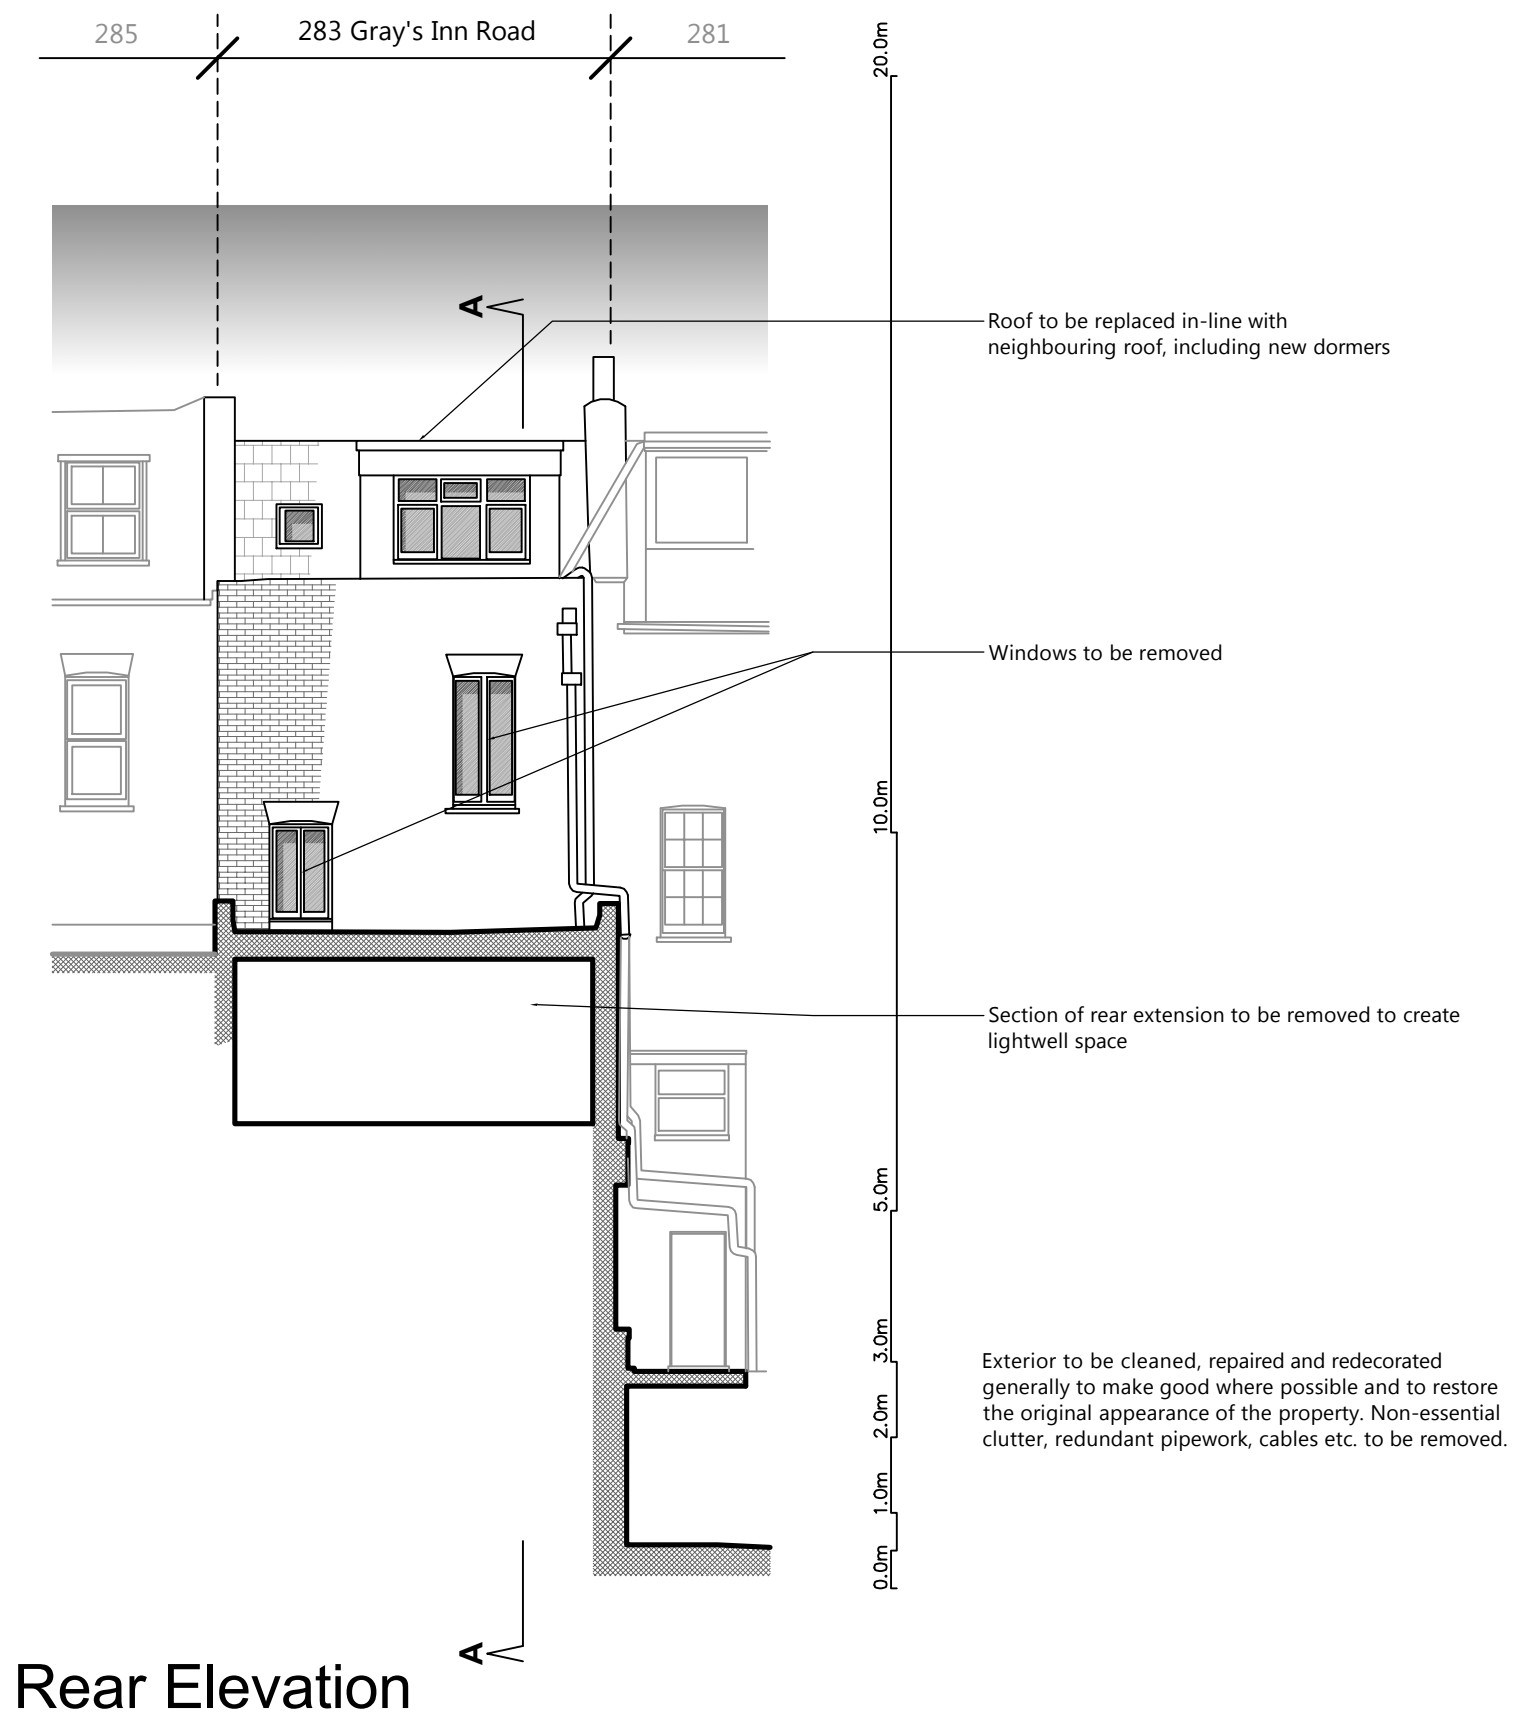 285
283 Gray's Inn Road
281
20.0m
A
Roof to be replaced in-line with
neighbouring roof, including new dormers
Windows to be removed
10.0m
Section of rear extension to be removed to create
lightwell space
5.0m
3.0m
Exterior to be cleaned, repaired and redecorated
generally to make good where possible and to restore
the original appearance of the property. Non-essential
clutter, redundant pipework, cables etc. to be removed.
2.0m
1.0m
0.0m
A
Rear Elevation